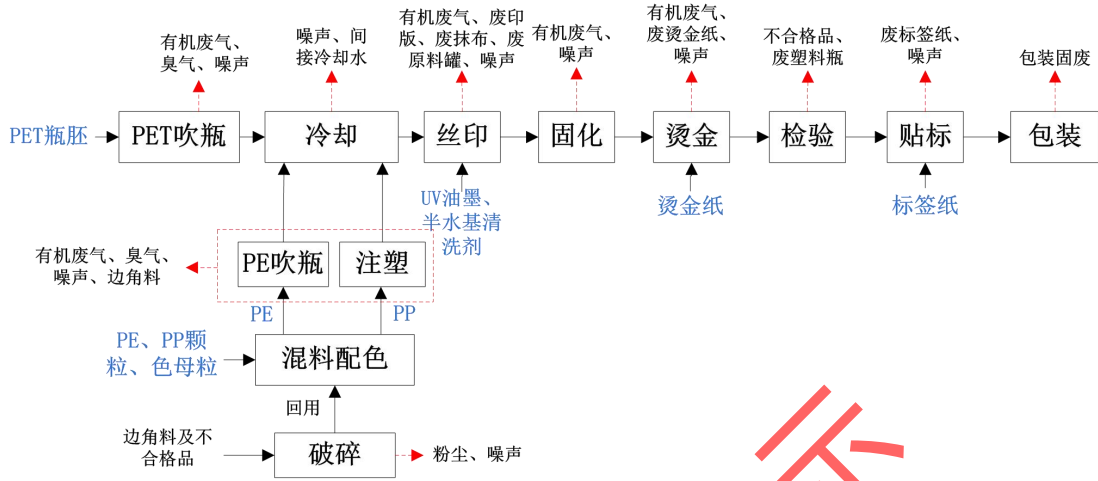 有机废气、
臭气、噪声
噪声、间
接冷却水
有机废气、废印
版、废抹布、废
原料罐、噪声
有机废气、
噪声
有机废气、
废烫金纸、
噪声
不合格品、
废塑料瓶
废标签纸、
噪声
包装固废
PET瓶胚
PET吹瓶
冷却
丝印
固化
烫金
检验
贴标
包装
UV油墨、
半水基清
洗剂
烫金纸
标签纸
有机废气、臭气、
噪声、边角料
PE吹瓶
注塑
PE
PP
PE、PP颗
粒、色母粒
混料配色
回用
边角料及不
合格品
破碎
粉尘、噪声